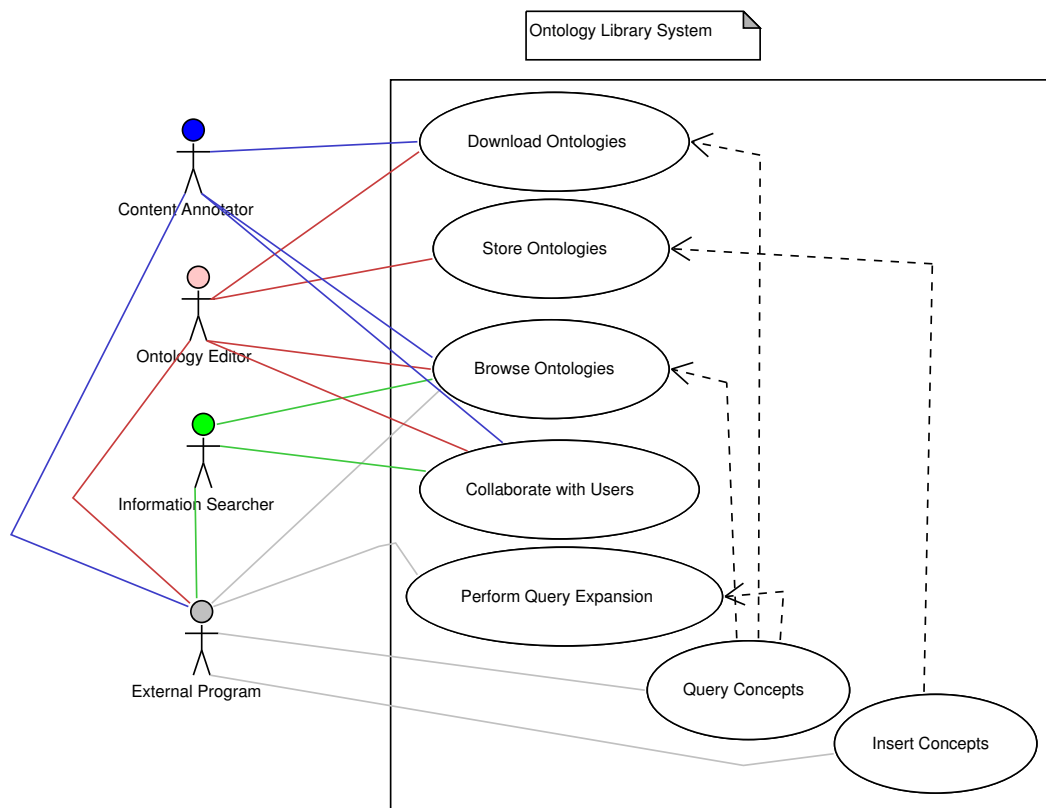 Ontology Library System
Download Ontologies
Content Annotator
Store Ontologies
Ontology Editor
Browse Ontologies
Information Searcher
Collaborate with Users
Perform Query Expansion
External Program
Query Concepts
Insert Concepts